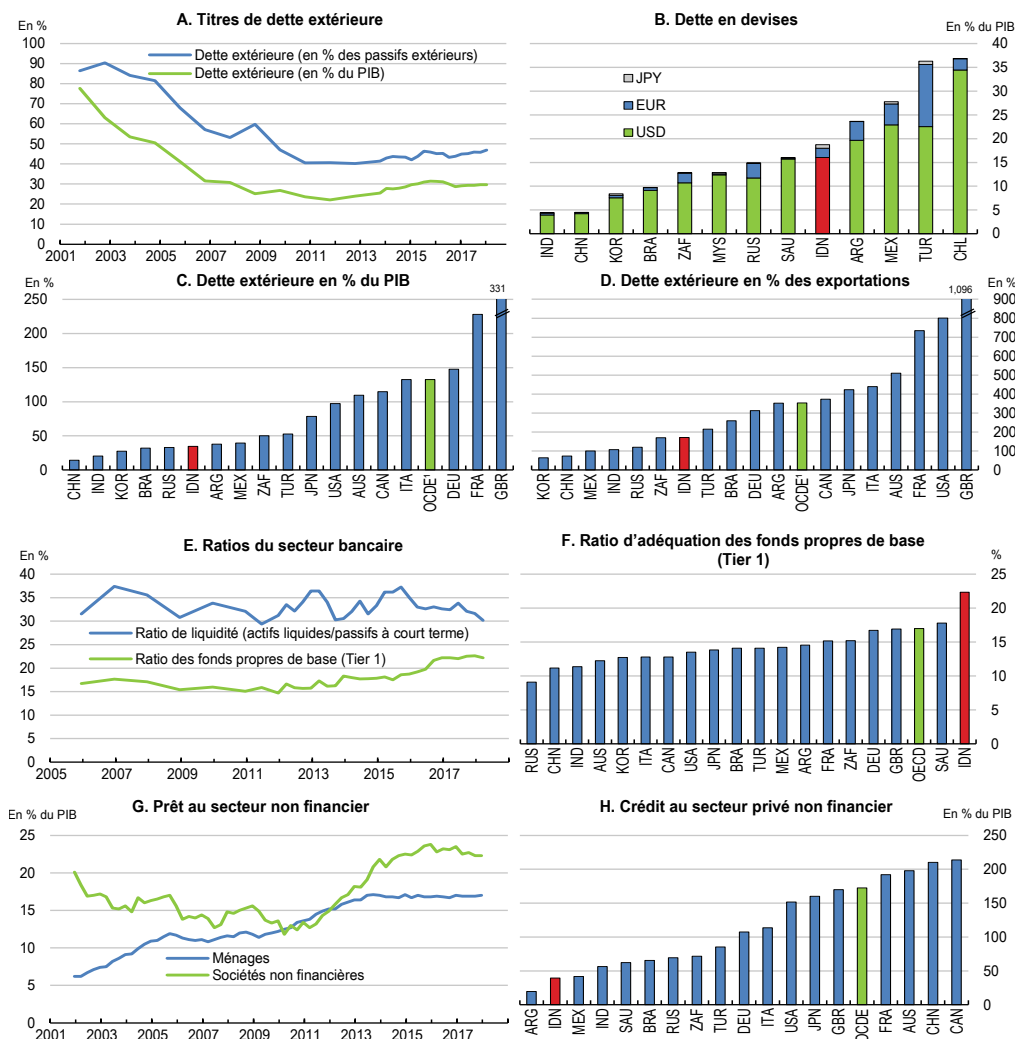 A. Titres de dette extérieure
En %
100
90
80
70
60
50
40
30
20
10
0
Dette extérieure (en % des passifs extérieurs)
Dette extérieure (en % du PIB)
2001 2003 2005 2007 2009 2011 2013 2015 2017
B. Dette en devises
En % du PIB
40
35
30
25
20
15
10
5
0
JPY
EUR
USD
IND CHN KOR BRA ZAF MYS RUS SAU IDN ARG MEX TUR CHL
C. Dette extérieure en % du PIB
En %
250
200
150
100
50
0
331
CHN IND KOR BRA RUS IDN ARG MEX ZAF TUR JPN USA AUS CAN ITA OCDE¹ DEU FRA GBR
D. Dette extérieure en % des exportations
En %
1,096
900
800
700
600
500
400
300
200
100
0
KOR CHN MEX IND RUS ZAF IDN TUR BRA DEU ARG OCDE¹ CAN JPN ITA AUS FRA USA GBR
E. Ratios du secteur bancaire
En %
40
35
30
25
20
15
10
5
0
Ratio de liquidité (actifs liquides/passifs à court terme)
Ratio des fonds propres de base (Tier 1)
2005 2007 2009 2011 2013 2015 2017
F. Ratio d’adéquation des fonds propres de base
(Tier 1)
%
25
20
15
10
5
0
RUS CHN IND AUS KOR ITA CAN USA JPN BRA TUR MEX ARG FRA ZAF DEU GBR OECD SAU IDN
G. Prêt au secteur non financier
En % du PIB
25
20
15
10
5
0
Ménages
Sociétés non financières
2001 2003 2005 2007 2009 2011 2013 2015 2017
H. Crédit au secteur privé non financier
En % du PIB
250
200
150
100
50
0
ARG IDN MEX IND SAU BRA RUS ZAF TUR DEU ITA USA JPN GBR OCDE FRA AUS CHN CAN